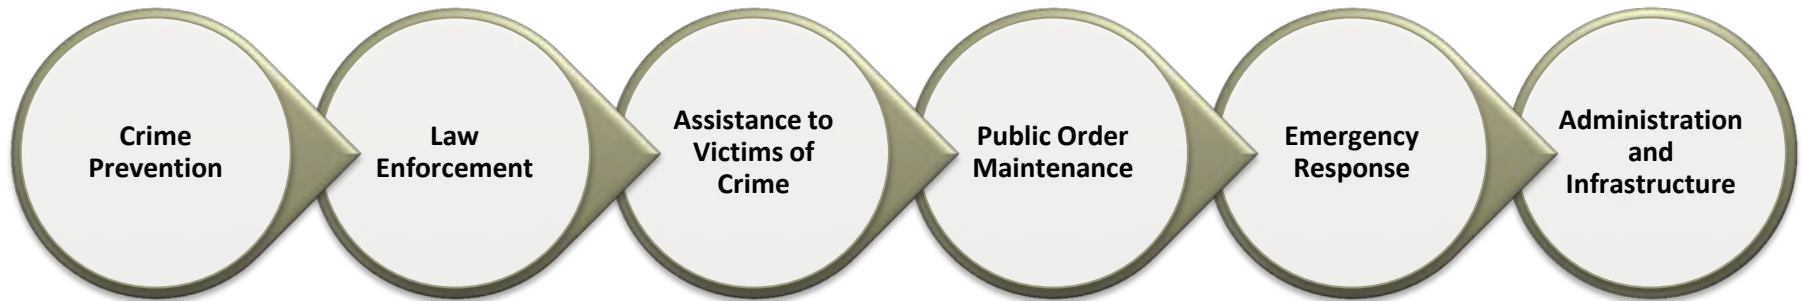 Crime
Prevention
Law
Enforcement
Assistance to
Victims of
Crime
Public Order
Maintenance
Emergency
Response
Administration
and
Infrastructure